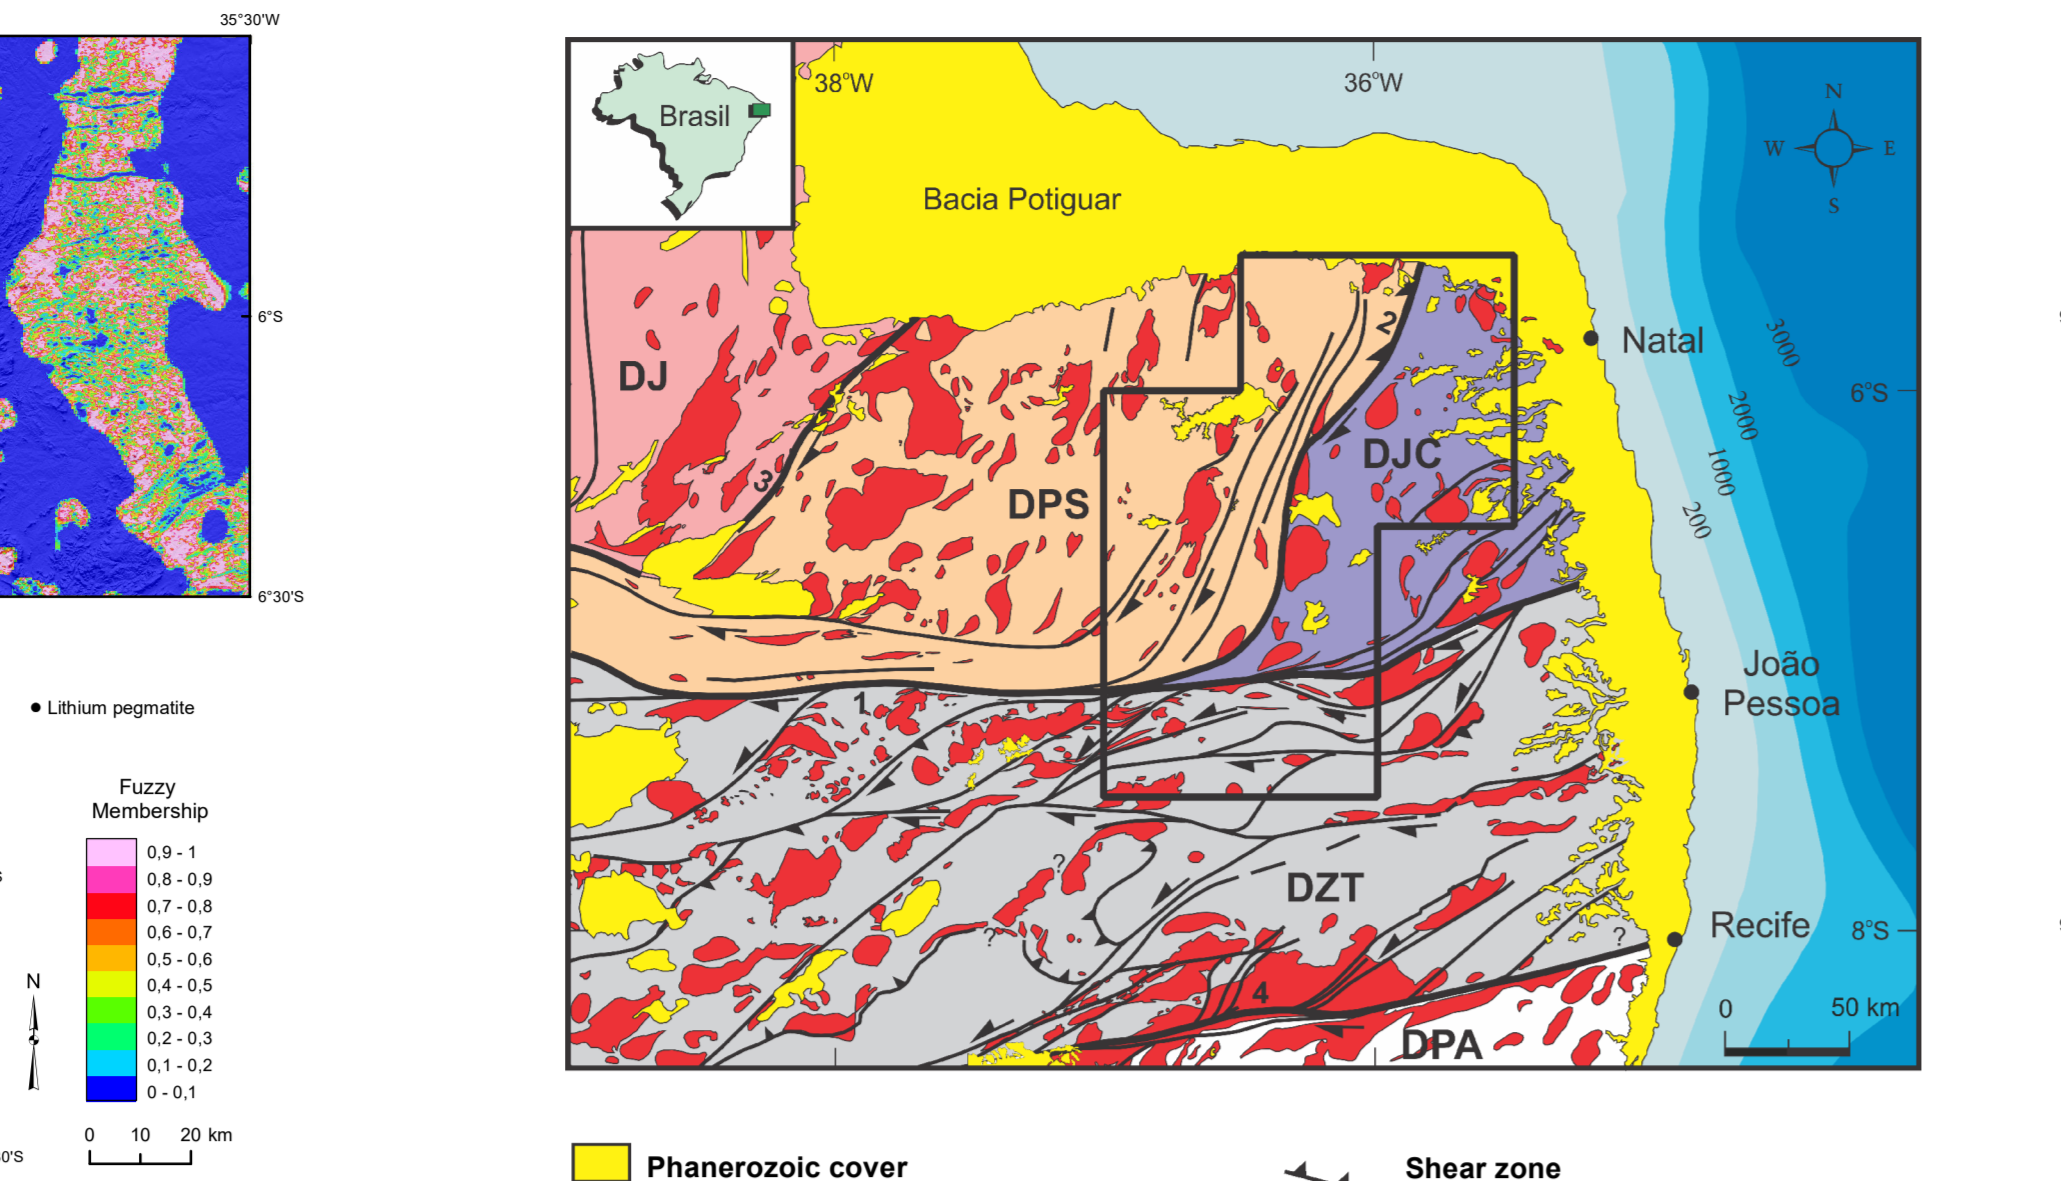 35°30'W
6°S
6°30'S
Lithium pegmatite
Fuzzy
Membership
0,9 - 1
0,8 - 0,9
0,7 - 0,8
0,6 - 0,7
0,5 - 0,6
0,4 - 0,5
0,3 - 0,4
0,2 - 0,3
0,1 - 0,2
0 - 0,1
N
0 10 20 km
0'S
Brasil
38°W
36°W
N
W E
S
Bacia Potiguar
2
Natal
3000
DJ
6°S
2000
DJC
3
1000
DPS
200
João
Pessoa
1
?
DZT
?
?
Recife
8°S
4
0 50 km
DPA
Phanerozoic cover
Shear zone